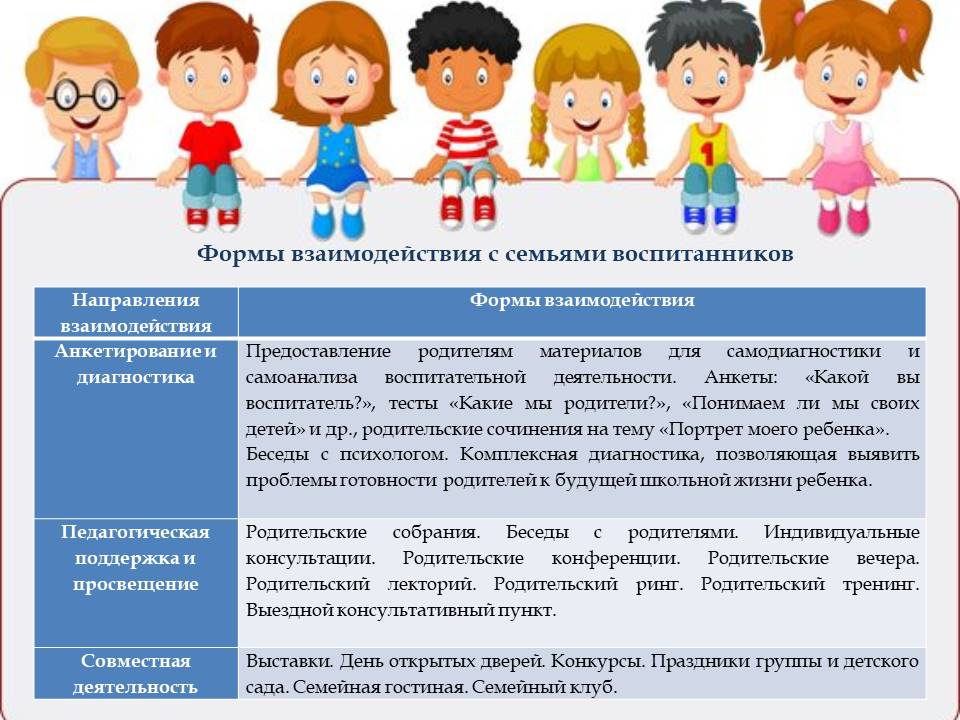 Формы взаимодействия с семьями воспитанников
Направления
взаимодействия
Формы взаимодействия
Анкетирование и
диагностика
Предоставление родителям материалов для самодиагностики и
самоанализа воспитательной деятельности. Анкеты: «Какой вы
воспитатель?», тесты «Какие мы родители?», «Понимаем ли мы своих
детей» и др., родительские сочинения на тему «Портрет моего ребенка».
Беседы с психологом. Комплексная диагностика, позволяющая выявить
проблемы готовности родителей к будущей школьной жизни ребенка.
Педагогическая
поддержка и
просвещение
Родительские собрания. Беседы с родителями. Индивидуальные
консультации. Родительские конференции. Родительские вечера.
Родительский лекторий. Родительский ринг. Родительский тренинг.
Выездной консультативный пункт.
Совместная
деятельность
Выставки. День открытых дверей. Конкурсы. Праздники группы и детского
сада. Семейная гостиная. Семейный клуб.
1